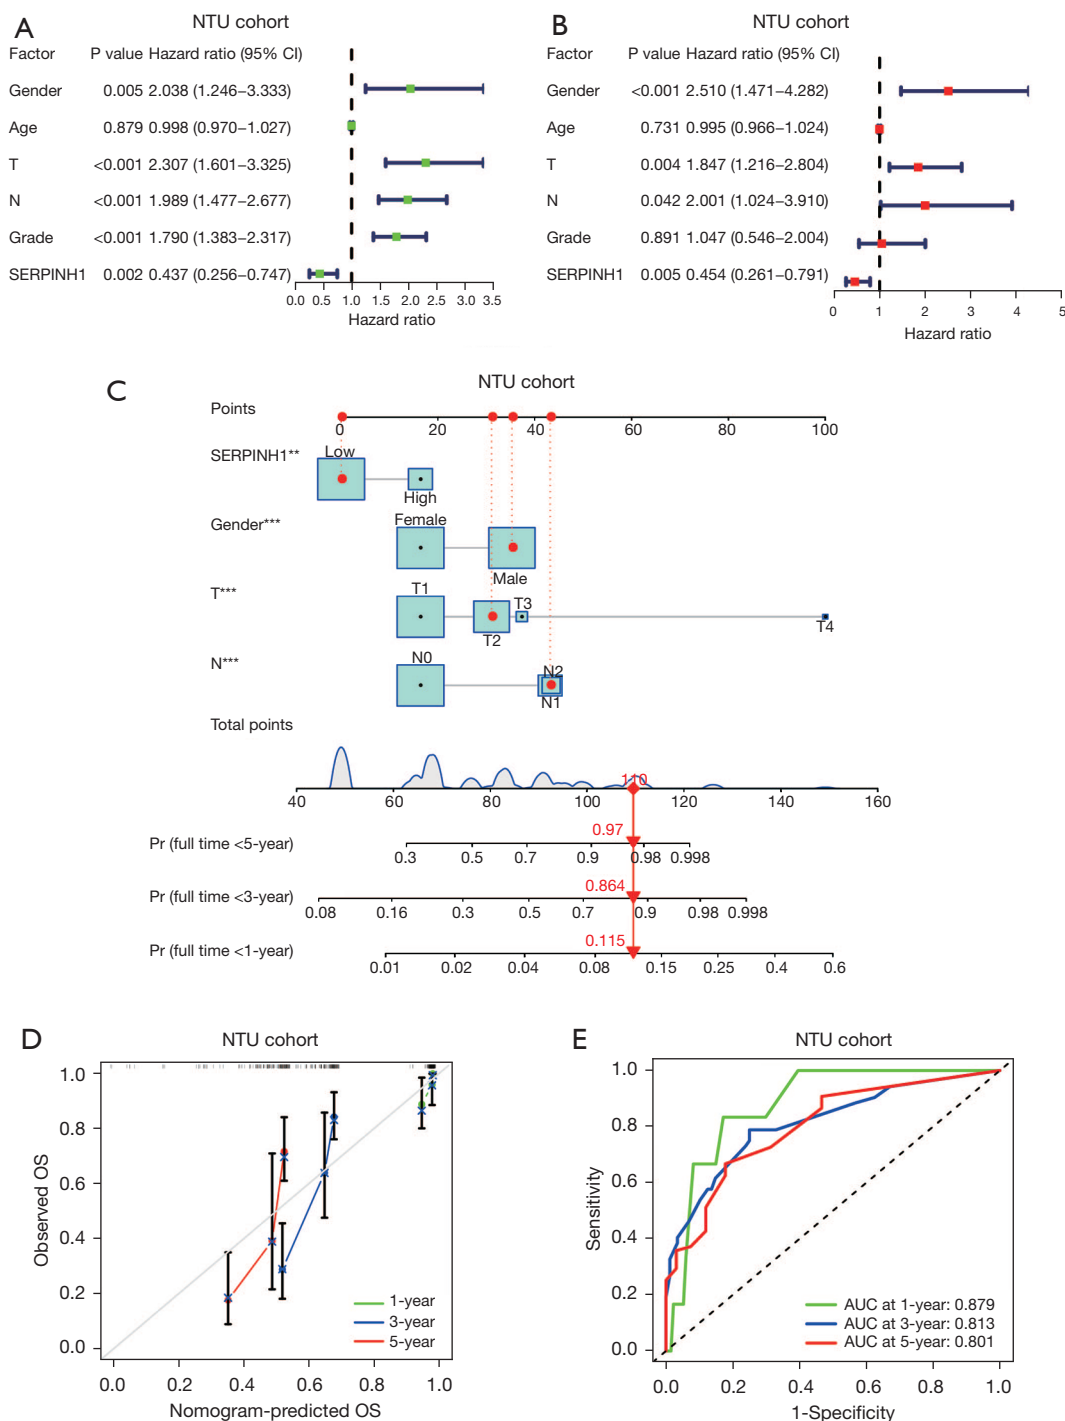 A
NTU cohort
Factor P value Hazard ratio (95% CI)
Gender 0.005 2.038 (1.246–3.333)
Age 0.879 0.998 (0.970–1.027)
T <0.001 2.307 (1.601–3.325)
N <0.001 1.989 (1.477–2.677)
Grade <0.001 1.790 (1.383–2.317)
SERPINH1 0.002 0.437 (0.256–0.747)
0.0 0.5 1.0 1.5 2.0 2.5 3.0 3.5
Hazard ratio
B
NTU cohort
Factor P value Hazard ratio (95% CI)
Gender <0.001 2.510 (1.471–4.282)
Age 0.731 0.995 (0.966–1.024)
T 0.004 1.847 (1.216–2.804)
N 0.042 2.001 (1.024–3.910)
Grade 0.891 1.047 (0.546–2.004)
SERPINH1 0.005 0.454 (0.261–0.791)
0 1 2 3 4 5
Hazard ratio
C
NTU cohort
Points
0 20 40 60 80 100
SERPINH1**
Low
High
Gender***
Female
Male
T***
T1
T2
T3
T4
N***
N0
N2
N1
Total points
110
40 60 80 100 120 140 160
0.97
Pr (full time <5-year)
0.3 0.5 0.7 0.9 0.98 0.998
0.864
Pr (full time <3-year)
0.08 0.16 0.3 0.5 0.7 0.9 0.98 0.998
0.115
Pr (full time <1-year)
0.01 0.02 0.04 0.08 0.15 0.25 0.4 0.6
D
NTU cohort
Observed OS
1.0
0.8
0.6
0.4
0.2
0.0
1-year
3-year
5-year
0.0 0.2 0.4 0.6 0.8 1.0
Nomogram-predicted OS
E
NTU cohort
Sensitivity
1.0
0.8
0.6
0.4
0.2
0.0
AUC at 1-year: 0.879
AUC at 3-year: 0.813
AUC at 5-year: 0.801
0.0 0.2 0.4 0.6 0.8 1.0
1-Specificity